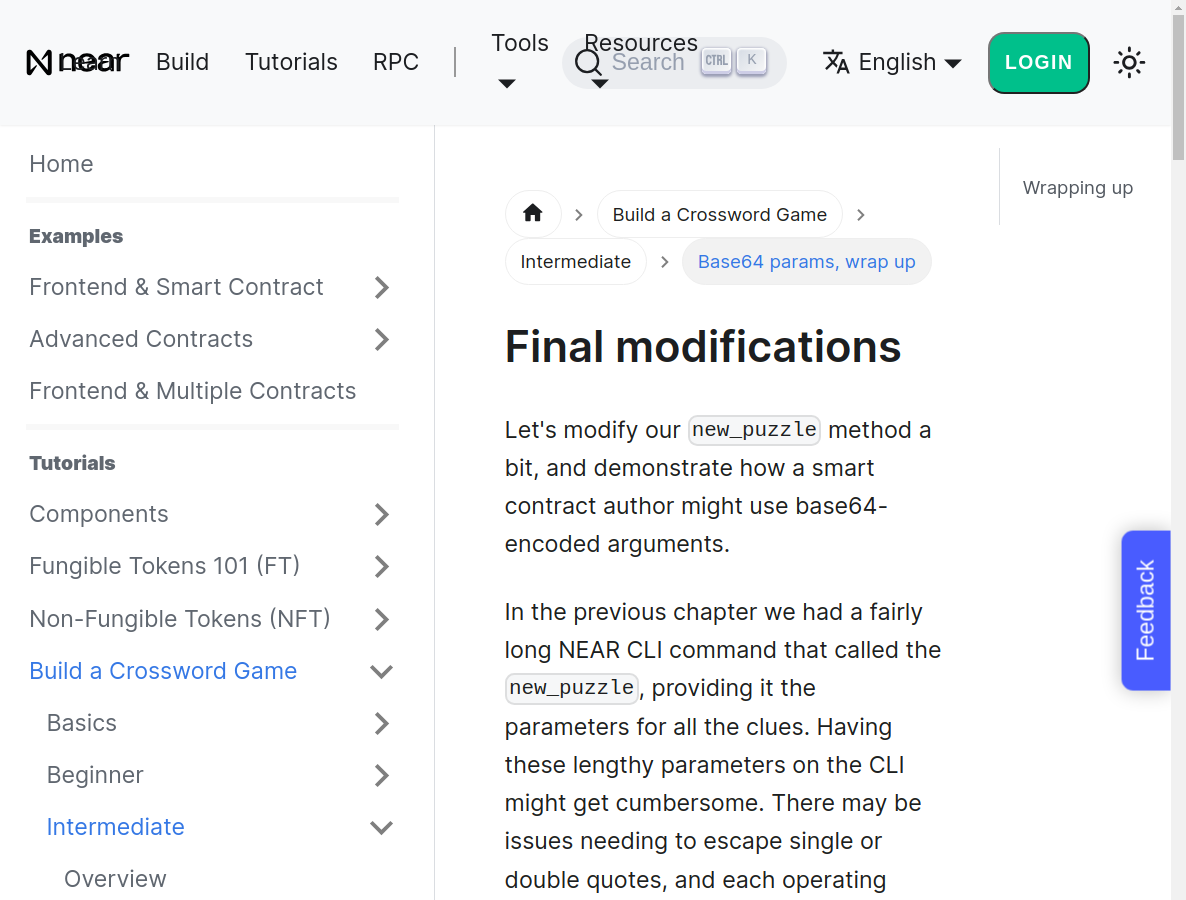 near
Learn
Build
Tutorials
RPC
Tools
Resources
Search
CTRL
K
English
LOGIN
Home
Examples
Frontend & Smart Contract
Advanced Contracts
Frontend & Multiple Contracts
Tutorials
Components
Fungible Tokens 101 (FT)
Non-Fungible Tokens (NFT)
Build a Crossword Game
Basics
Beginner
Intermediate
Overview
Build a Crossword Game
Intermediate
Base64 params, wrap up
Final modifications
Let's modify our new_puzzle method a
bit, and demonstrate how a smart
contract author might use base64-
encoded arguments.
In the previous chapter we had a fairly
long NEAR CLI command that called the
new_puzzle, providing it the
parameters for all the clues. Having
these lengthy parameters on the CLI
might get cumbersome. There may be
issues needing to escape single or
double quotes, and each operating
Wrapping up
Feedback